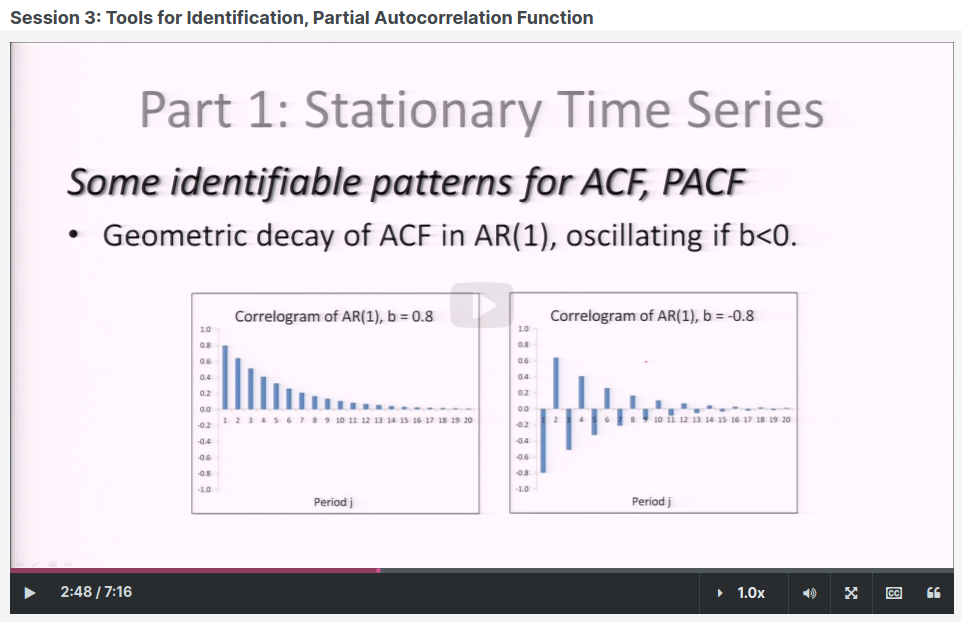 Session 3: Tools for Identification, Partial Autocorrelation Function
Part 1: Stationary Time Series
Some identifiable patterns for ACF, PACF
• Geometric decay of ACF in AR(1), oscillating if b<0.
Correlogram of AR(1), b = 0.8
1.0
0.8
0.6
0.4
0.2
0.0
-0.2
-0.4
-0.6
-0.8
-1.0
1 2 3 4 5 6 7 8 9 10 11 12 13 14 15 16 17 18 19 20
Period j
Correlogram of AR(1), b = -0.8
1.0
0.8
0.6
0.4
0.2
0.0
-0.2
-0.4
-0.6
-0.8
-1.0
1 2 3 4 5 6 7 8 9 10 11 12 13 14 15 16 17 18 19 20
Period j
2:48 / 7:16
1.0x
CC